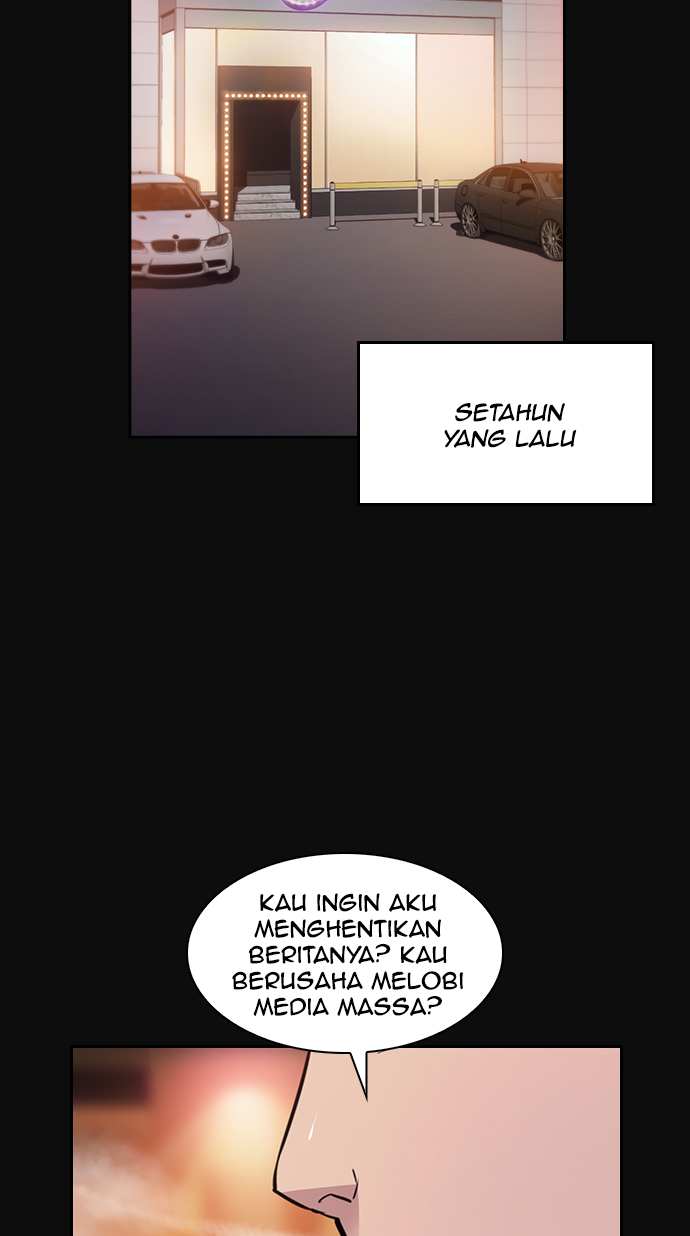 SETAHUN
YANG LALU
KAU INGIN AKU
MENGHENTIKAN
BERITANYA? KAU
BERUSAHA MELOBI
MEDIA MASSA?